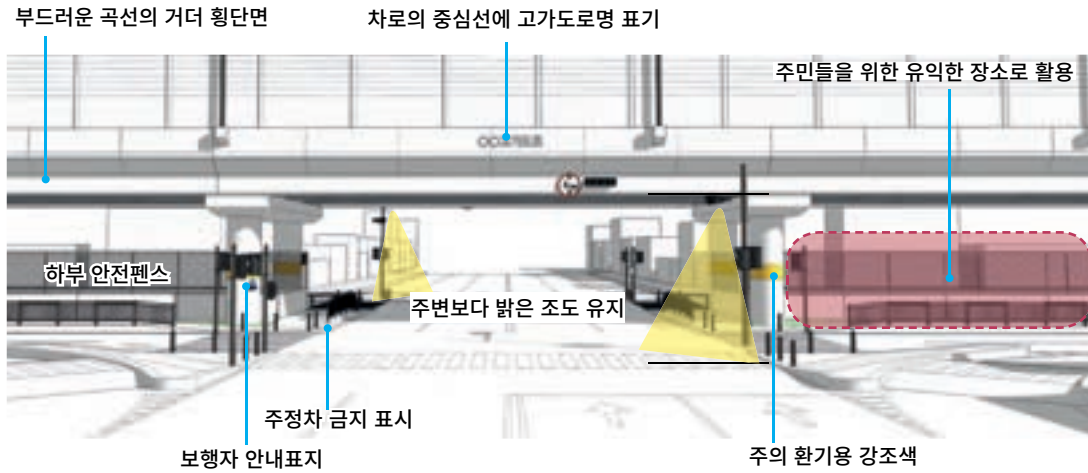 부드러운 곡선의 거더 횡단면
차로의 중심선에 고가도로명 표기
주민들을 위한 유익한 장소로 활용
하부 안전펜스
주변보다 밝은 조도 유지
주정차 금지 표시
보행자 안내표지
주의 환기용 강조색